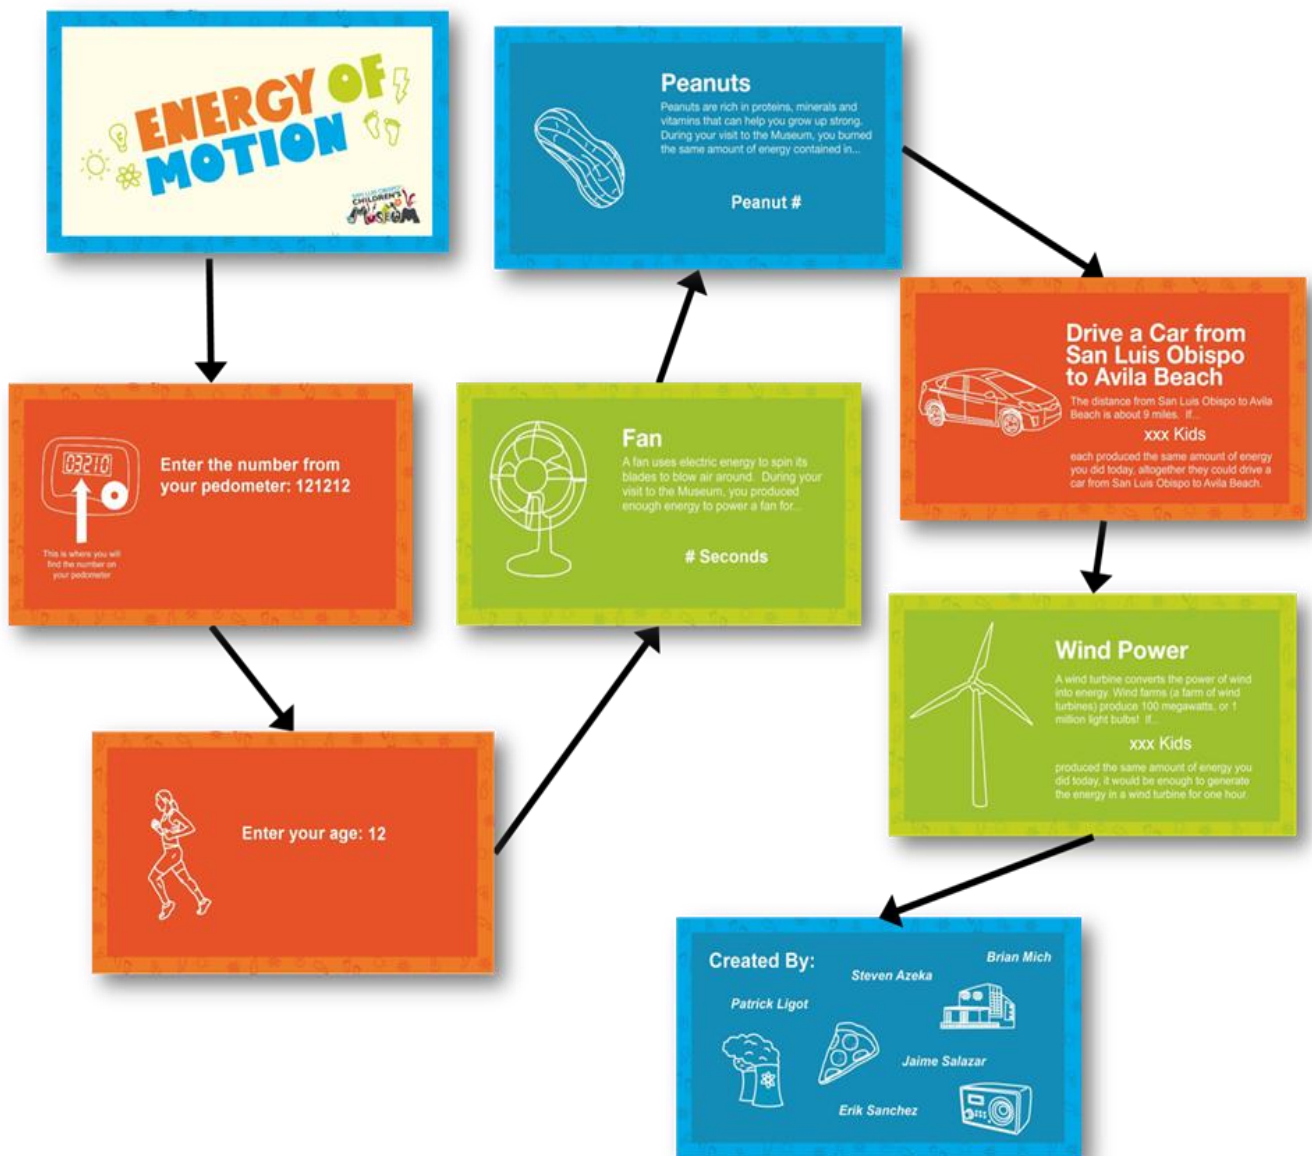 ENERGY OF
MOTION
SAN LUIS OBISPO
CHILDREN'S
MUSEUM
03210
Enter the number from
your pedometer: 121212
This is where you will
find the number on
your pedometer
Enter your age: 12
Fan
A fan uses electric energy to spin its
blades to blow air around. During your
visit to the Museum, you produced
enough energy to power a fan for...
# Seconds
Peanuts
Peanuts are rich in proteins, minerals and
vitamins that can help you grow up strong.
During your visit to the Museum, you burned
the same amount of energy contained in...
Peanut #
Drive a Car from
San Luis Obispo
to Avila Beach
The distance from San Luis Obispo to Avila
Beach is about 9 miles. If...
xxx Kids
each produced the same amount of energy
you did today, altogether they could drive a
car from San Luis Obispo to Avila Beach.
Wind Power
A wind turbine converts the power of wind
into energy. Wind farms (a farm of wind
turbines) produce 100 megawatts, or 1
million light bulbs! If...
xxx Kids
produced the same amount of energy you
did today, it would be enough to generate
the energy in a wind turbine for one hour.
Created By:
Brian Mich
Steven Azeka
Patrick Ligot
Jaime Salazar
Erik Sanchez